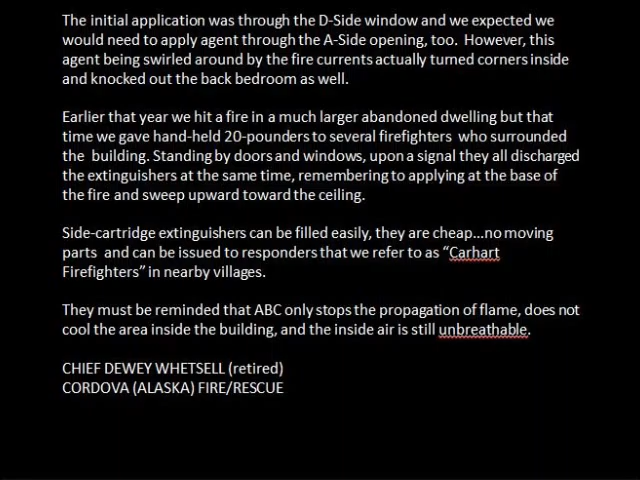 The initial application was through the D-Side window and we expected we
would need to apply agent through the A-Side opening, too.  However, this
agent being swirled around by the fire currents actually turned corners inside
and knocked out the back bedroom as well.
Earlier that year we hit a fire in a much larger abandoned dwelling but that
time we gave hand-held 20-pounders to several firefighters  who surrounded
the  building. Standing by doors and windows, upon a signal they all discharged
the extinguishers at the same time, remembering to applying at the base of
the fire and sweep upward toward the ceiling.
Side-cartridge extinguishers can be filled easily, they are cheap...no moving
parts  and can be issued to responders that we refer to as “Carhart
Firefighters” in nearby villages.
They must be reminded that ABC only stops the propagation of flame, does not
cool the area inside the building, and the inside air is still unbreathable.
CHIEF DEWEY WHETSELL (retired)
CORDOVA (ALASKA) FIRE/RESCUE